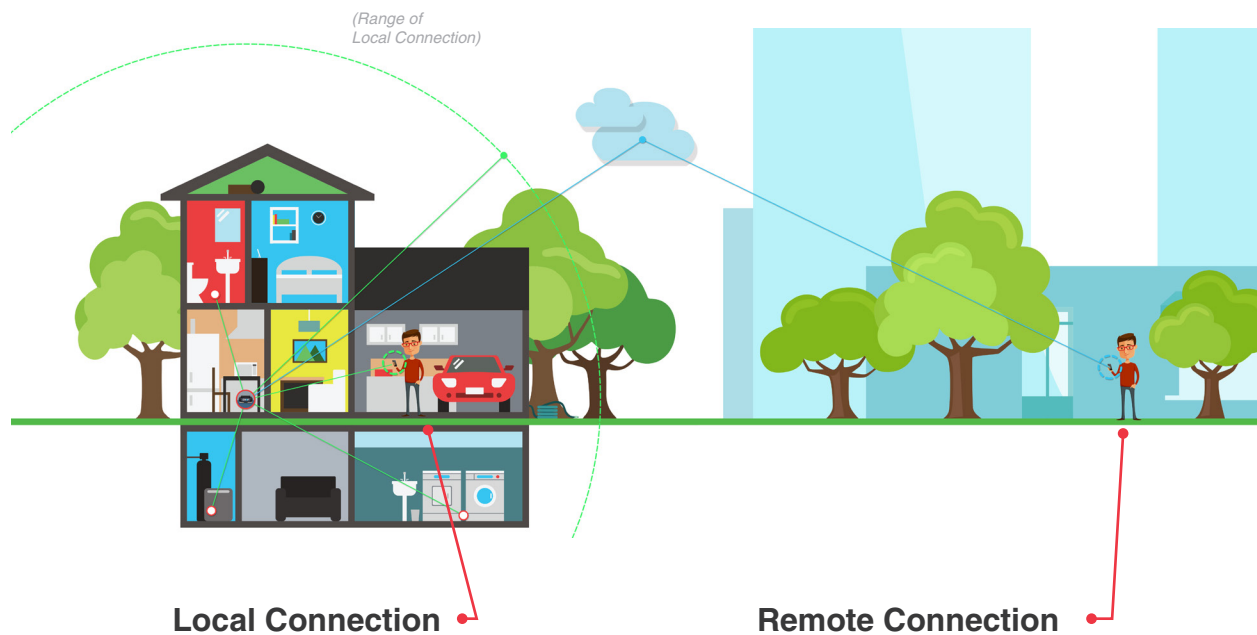 (Range of
Local Connection)
Local Connection
Remote Connection